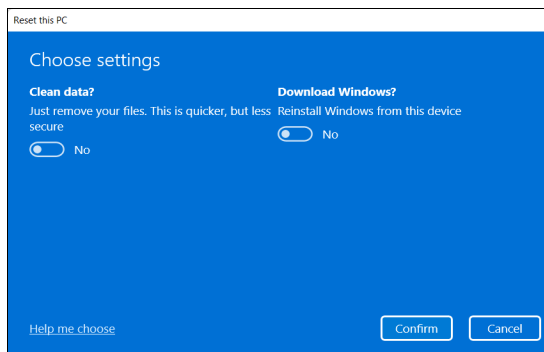 Reset this PC
Choose settings
Clean data?
Just remove your files. This is quicker, but less
secure
No
Download Windows?
Reinstall Windows from this device
No
Help me choose
Confirm
Cancel